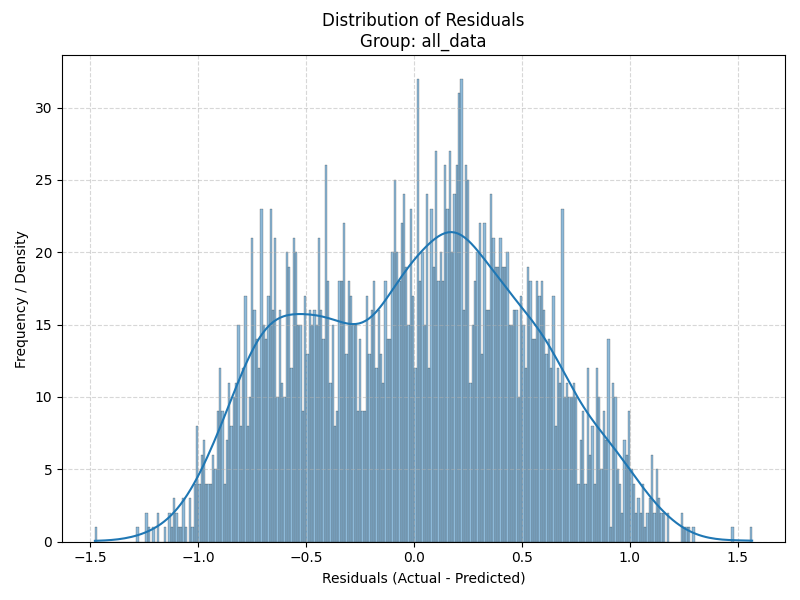 Distribution of Residuals
Group: all_data
Frequency / Density
30
25
20
15
10
5
0
−1.5 −1.0 −0.5 0.0 0.5 1.0 1.5
Residuals (Actual - Predicted)